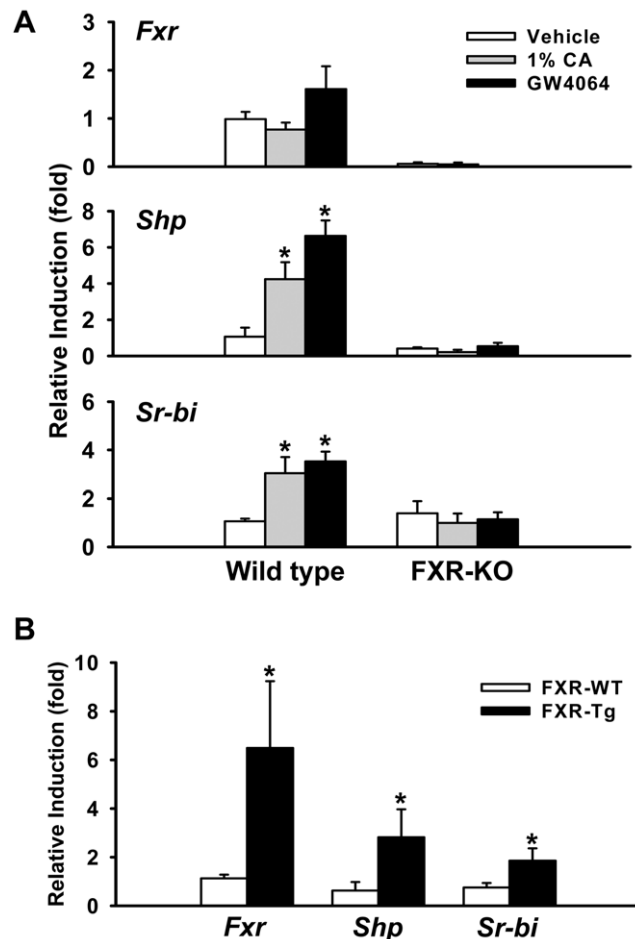 A
Fxr
Vehicle
1% CA
GW4064
3
2
1
0
Shp
8
6
4
2
0
* *
Sr-bi
6
4
2
0
* *
Relative Induction (fold)
Wild type FXR-KO
B
FXR-WT
FXR-Tg
10
8
6
4
2
0
* * *
Relative Induction (fold)
Fxr Shp Sr-bi